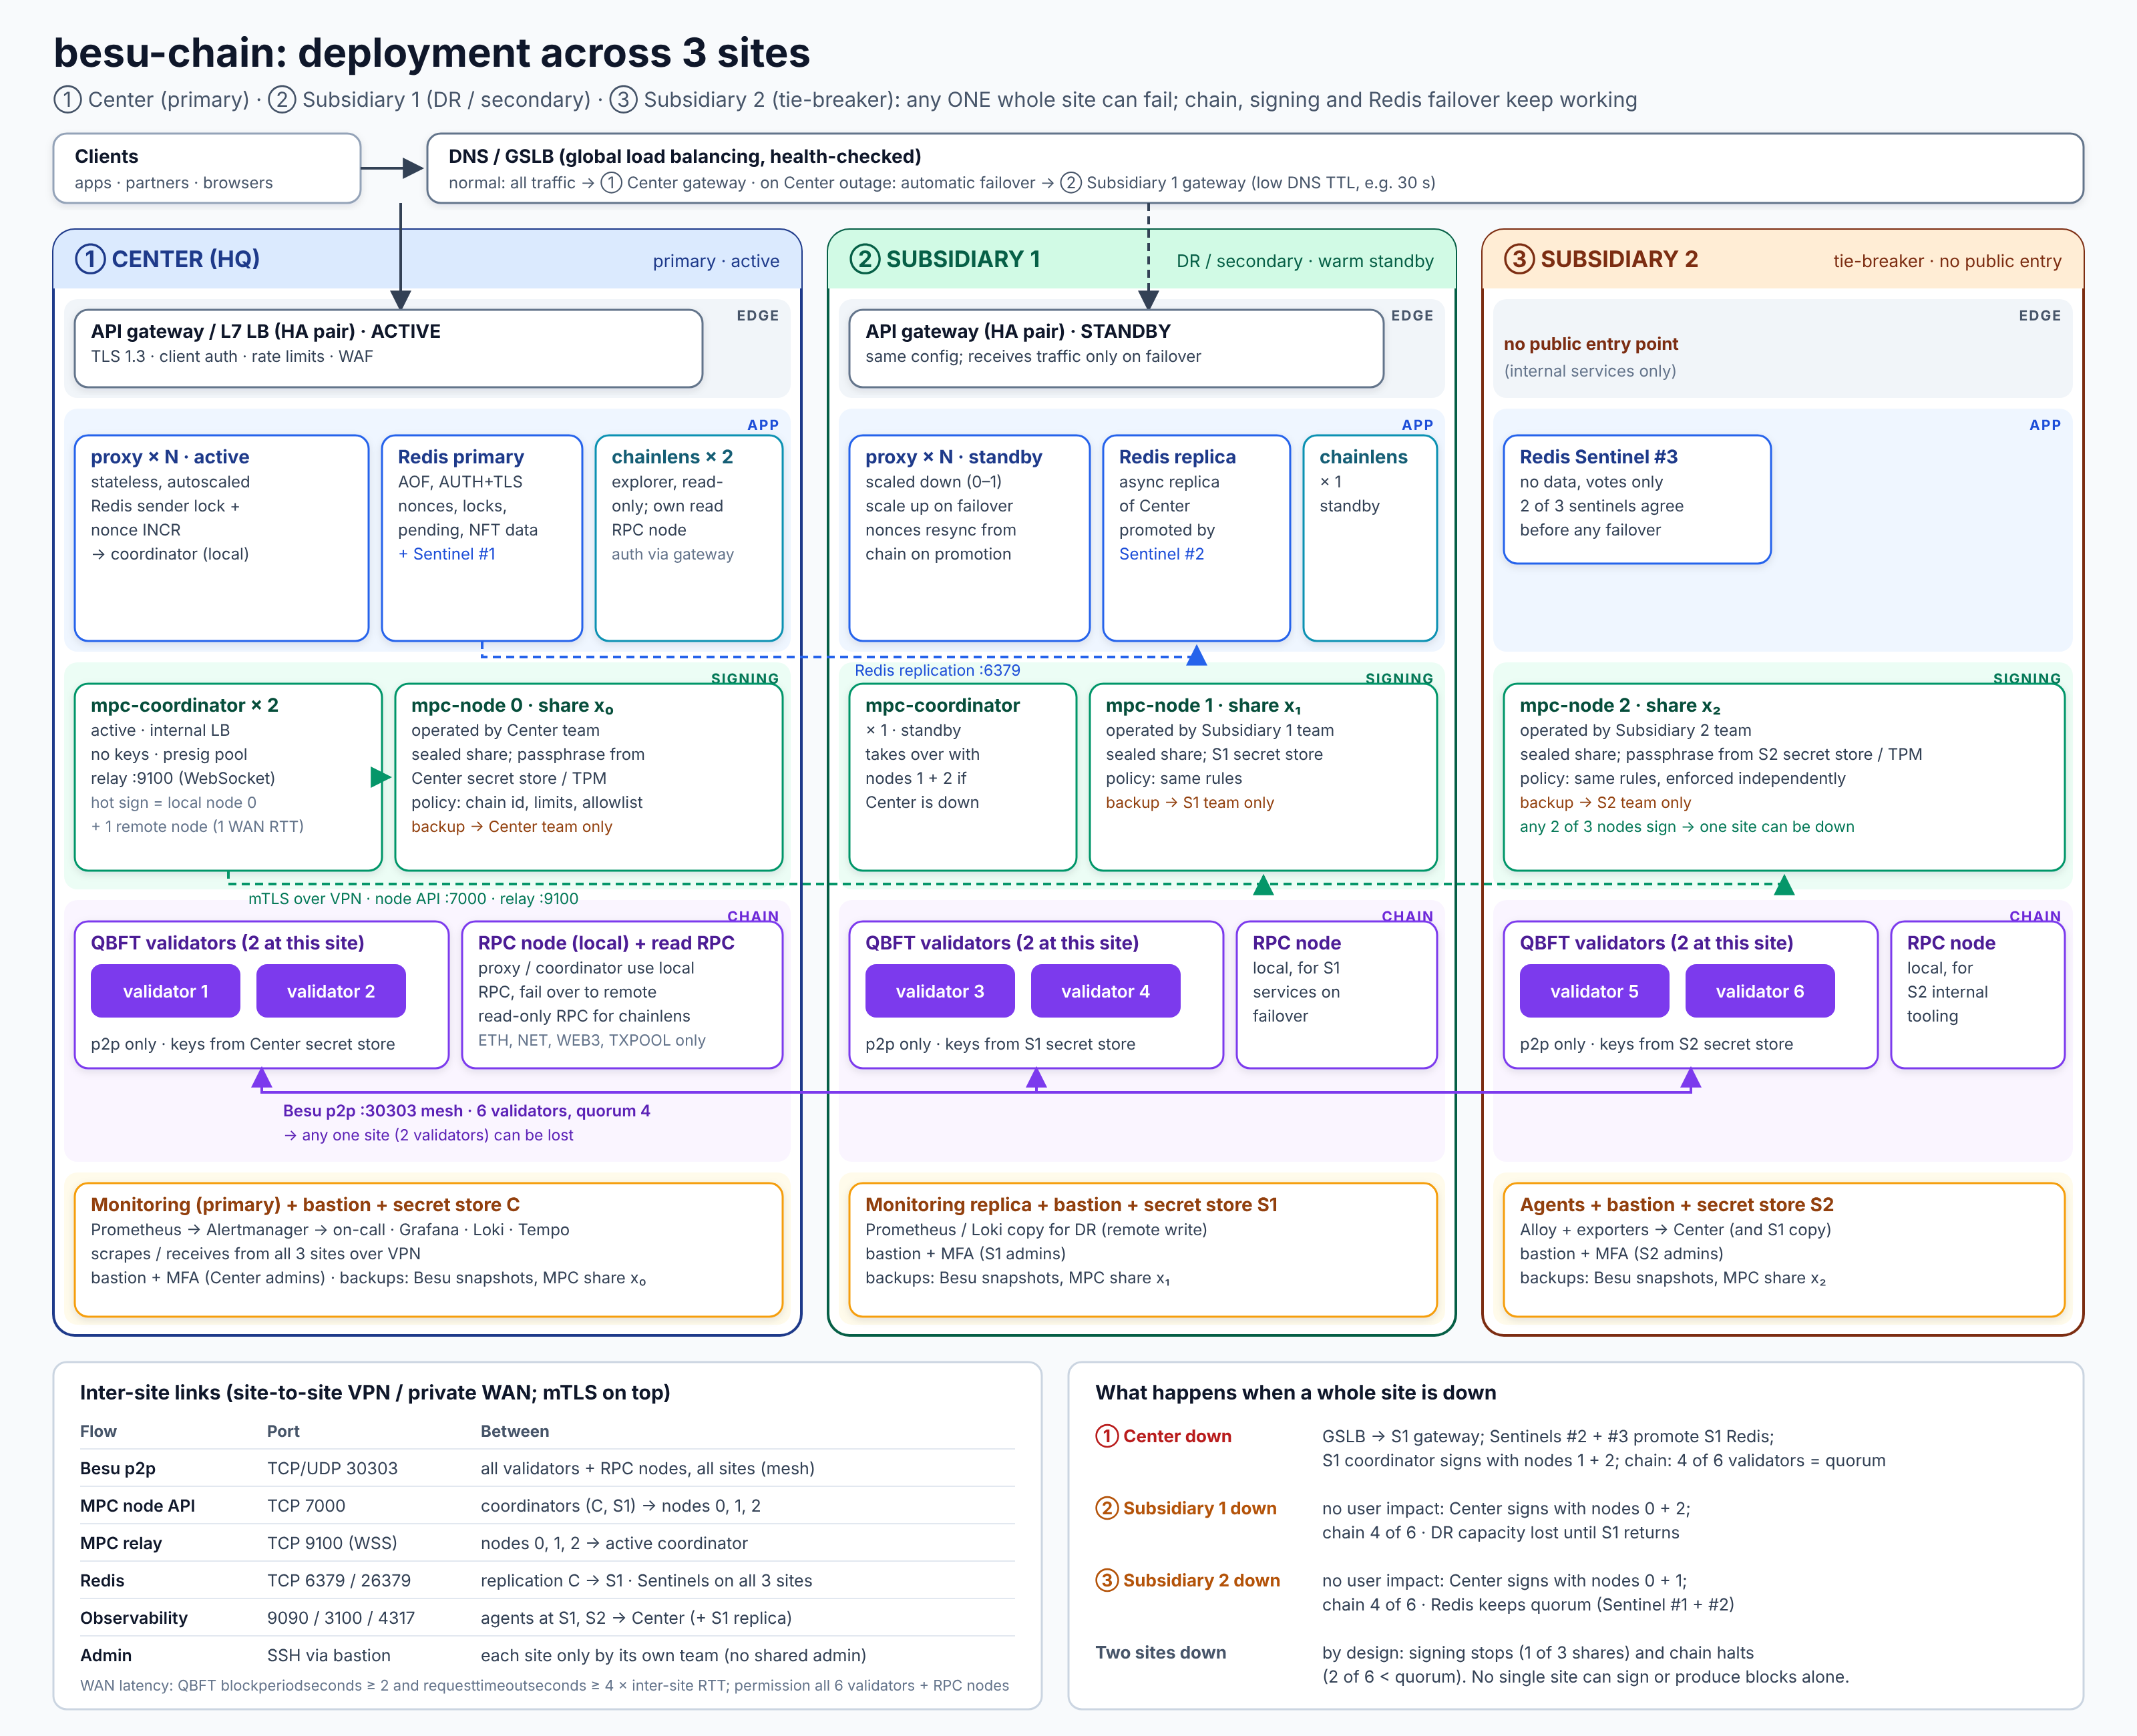 besu-chain: deployment across 3 sites
① Center (primary) · ② Subsidiary 1 (DR / secondary) · ③ Subsidiary 2 (tie-breaker): any ONE whole site can fail; chain, signing and Redis failover keep working
Clients
apps · partners · browsers
DNS / GSLB (global load balancing, health-checked)
normal: all traffic → ① Center gateway · on Center outage: automatic failover → ② Subsidiary 1 gateway (low DNS TTL, e.g. 30 s)
① CENTER (HQ)
primary · active
EDGE
API gateway / L7 LB (HA pair) · ACTIVE
TLS 1.3 · client auth · rate limits · WAF
APP
proxy × N · active
stateless, autoscaled
Redis sender lock +
nonce INCR
→ coordinator (local)
Redis primary
AOF, AUTH+TLS
nonces, locks,
pending, NFT data
+ Sentinel #1
chainlens × 2
explorer, read-
only; own read
RPC node
auth via gateway
SIGNING
mpc-coordinator × 2
active · internal LB
no keys · presig pool
relay :9100 (WebSocket)
hot sign = local node 0
+ 1 remote node (1 WAN RTT)
mpc-node 0 · share x₀
operated by Center team
sealed share; passphrase from
Center secret store / TPM
policy: chain id, limits, allowlist
backup → Center team only
mTLS over VPN · node API :7000 · relay :9100
CHAIN
QBFT validators (2 at this site)
validator 1
validator 2
p2p only · keys from Center secret store
RPC node (local) + read RPC
proxy / coordinator use local
RPC, fail over to remote
read-only RPC for chainlens
ETH, NET, WEB3, TXPOOL only
Besu p2p :30303 mesh · 6 validators, quorum 4
→ any one site (2 validators) can be lost
Monitoring (primary) + bastion + secret store C
Prometheus → Alertmanager → on-call · Grafana · Loki · Tempo
scrapes / receives from all 3 sites over VPN
bastion + MFA (Center admins) · backups: Besu snapshots, MPC share x₀
② SUBSIDIARY 1
DR / secondary · warm standby
EDGE
API gateway (HA pair) · STANDBY
same config; receives traffic only on failover
APP
proxy × N · standby
scaled down (0–1)
scale up on failover
nonces resync from
chain on promotion
Redis replica
async replica
of Center
promoted by
Sentinel #2
chainlens
× 1
standby
Redis replication :6379
SIGNING
mpc-coordinator
× 1 · standby
takes over with
nodes 1 + 2 if
Center is down
mpc-node 1 · share x₁
operated by Subsidiary 1 team
sealed share; S1 secret store
policy: same rules
backup → S1 team only
CHAIN
QBFT validators (2 at this site)
validator 3
validator 4
p2p only · keys from S1 secret store
RPC node
local, for S1
services on
failover
Monitoring replica + bastion + secret store S1
Prometheus / Loki copy for DR (remote write)
bastion + MFA (S1 admins)
backups: Besu snapshots, MPC share x₁
③ SUBSIDIARY 2
tie-breaker · no public entry
EDGE
no public entry point
(internal services only)
APP
Redis Sentinel #3
no data, votes only
2 of 3 sentinels agree
before any failover
SIGNING
mpc-node 2 · share x₂
operated by Subsidiary 2 team
sealed share; passphrase from S2 secret store / TPM
policy: same rules, enforced independently
backup → S2 team only
any 2 of 3 nodes sign → one site can be down
CHAIN
QBFT validators (2 at this site)
validator 5
validator 6
p2p only · keys from S2 secret store
RPC node
local, for
S2 internal
tooling
Agents + bastion + secret store S2
Alloy + exporters → Center (and S1 copy)
bastion + MFA (S2 admins)
backups: Besu snapshots, MPC share x₂
Inter-site links (site-to-site VPN / private WAN; mTLS on top)
Flow Port Between
Besu p2p TCP/UDP 30303 all validators + RPC nodes, all sites (mesh)
MPC node API TCP 7000 coordinators (C, S1) → nodes 0, 1, 2
MPC relay TCP 9100 (WSS) nodes 0, 1, 2 → active coordinator
Redis TCP 6379 / 26379 replication C → S1 · Sentinels on all 3 sites
Observability 9090 / 3100 / 4317 agents at S1, S2 → Center (+ S1 replica)
Admin SSH via bastion each site only by its own team (no shared admin)
WAN latency: QBFT blockperiodseconds ≥ 2 and requesttimeoutseconds ≥ 4 × inter-site RTT; permission all 6 validators + RPC nodes
What happens when a whole site is down
① Center down GSLB → S1 gateway; Sentinels #2 + #3 promote S1 Redis;
S1 coordinator signs with nodes 1 + 2; chain: 4 of 6 validators = quorum
② Subsidiary 1 down no user impact: Center signs with nodes 0 + 2;
chain 4 of 6 · DR capacity lost until S1 returns
③ Subsidiary 2 down no user impact: Center signs with nodes 0 + 1;
chain 4 of 6 · Redis keeps quorum (Sentinel #1 + #2)
Two sites down by design: signing stops (1 of 3 shares) and chain halts
(2 of 6 < quorum). No single site can sign or produce blocks alone.